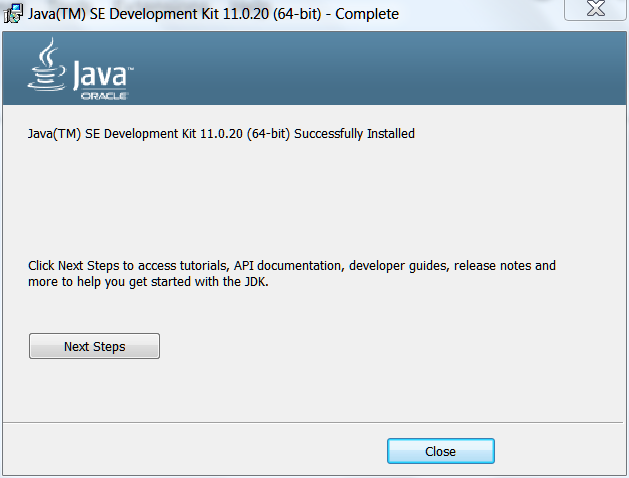 Java(TM) SE Development Kit 11.0.20 (64-bit) - Complete
Java™
ORACLE
Java(TM) SE Development Kit 11.0.20 (64-bit) Successfully Installed
Click Next Steps to access tutorials, API documentation, developer guides, release notes and
more to help you get started with the JDK.
Next Steps
Close